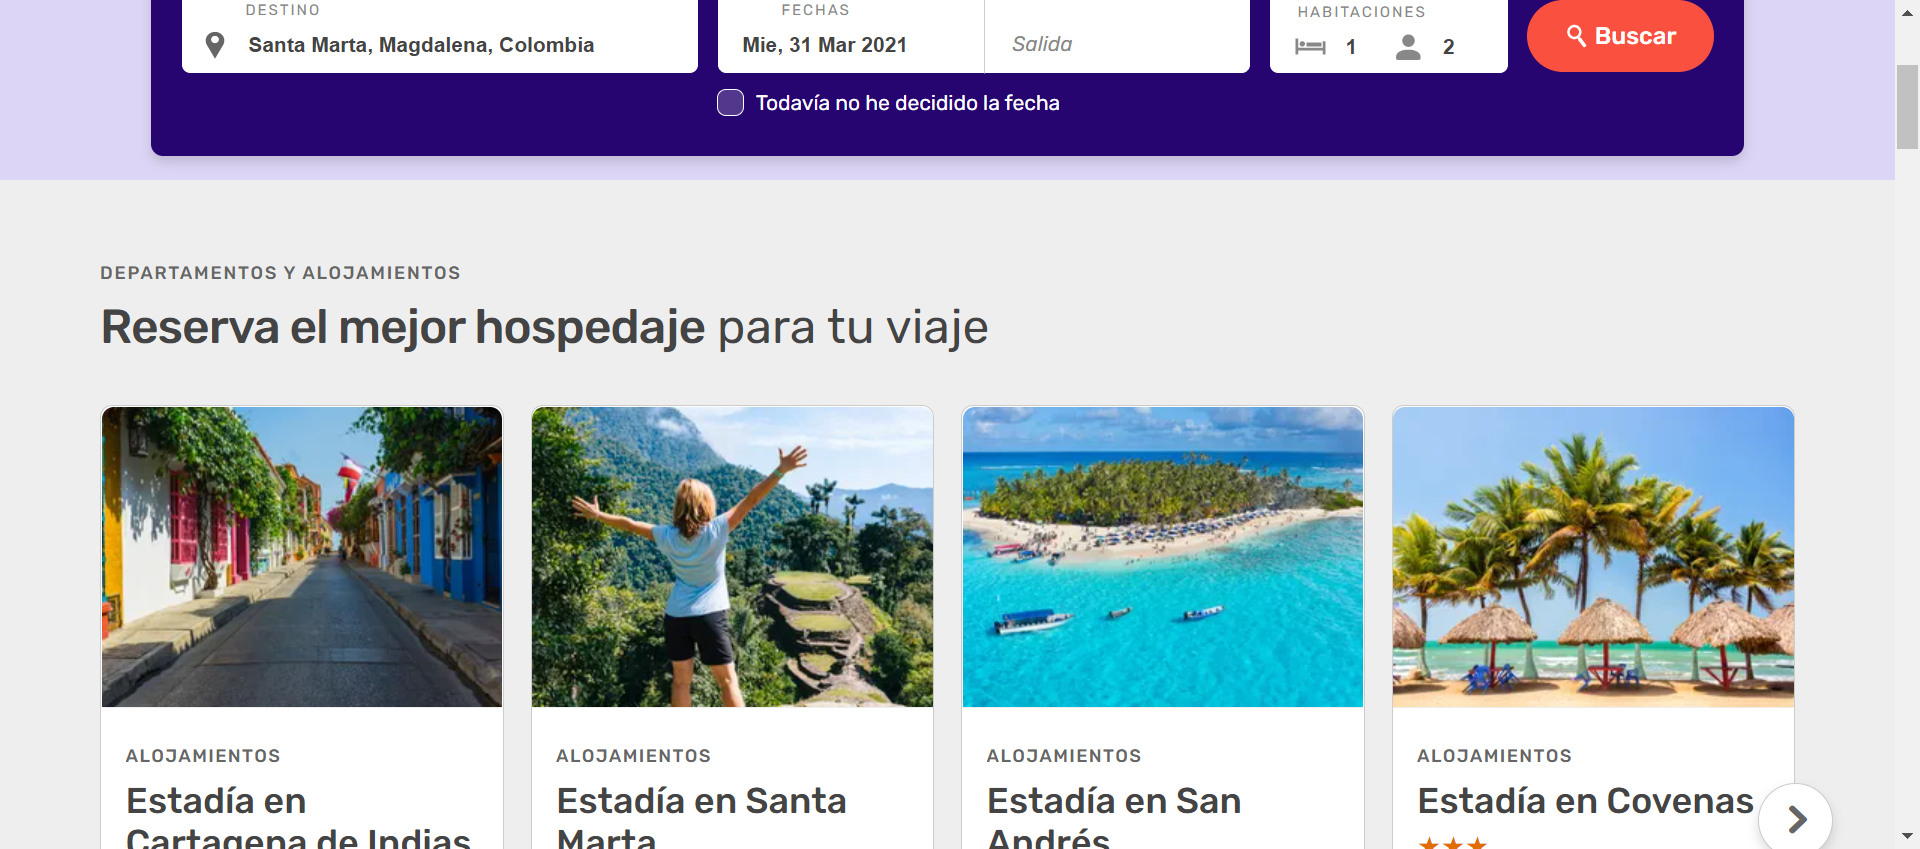 DESTINO
Santa Marta, Magdalena, Colombia
FECHAS
Mie, 31 Mar 2021
Salida
HABITACIONES
1
2
Buscar
Todavía no he decidido la fecha
DEPARTAMENTOS Y ALOJAMIENTOS
Reserva el mejor hospedaje para tu viaje
ALOJAMIENTOS
Estadía en
Cartagena de Indias
ALOJAMIENTOS
Estadía en Santa
Marta
ALOJAMIENTOS
Estadía en San
Andrés
ALOJAMIENTOS
Estadía en Covenas